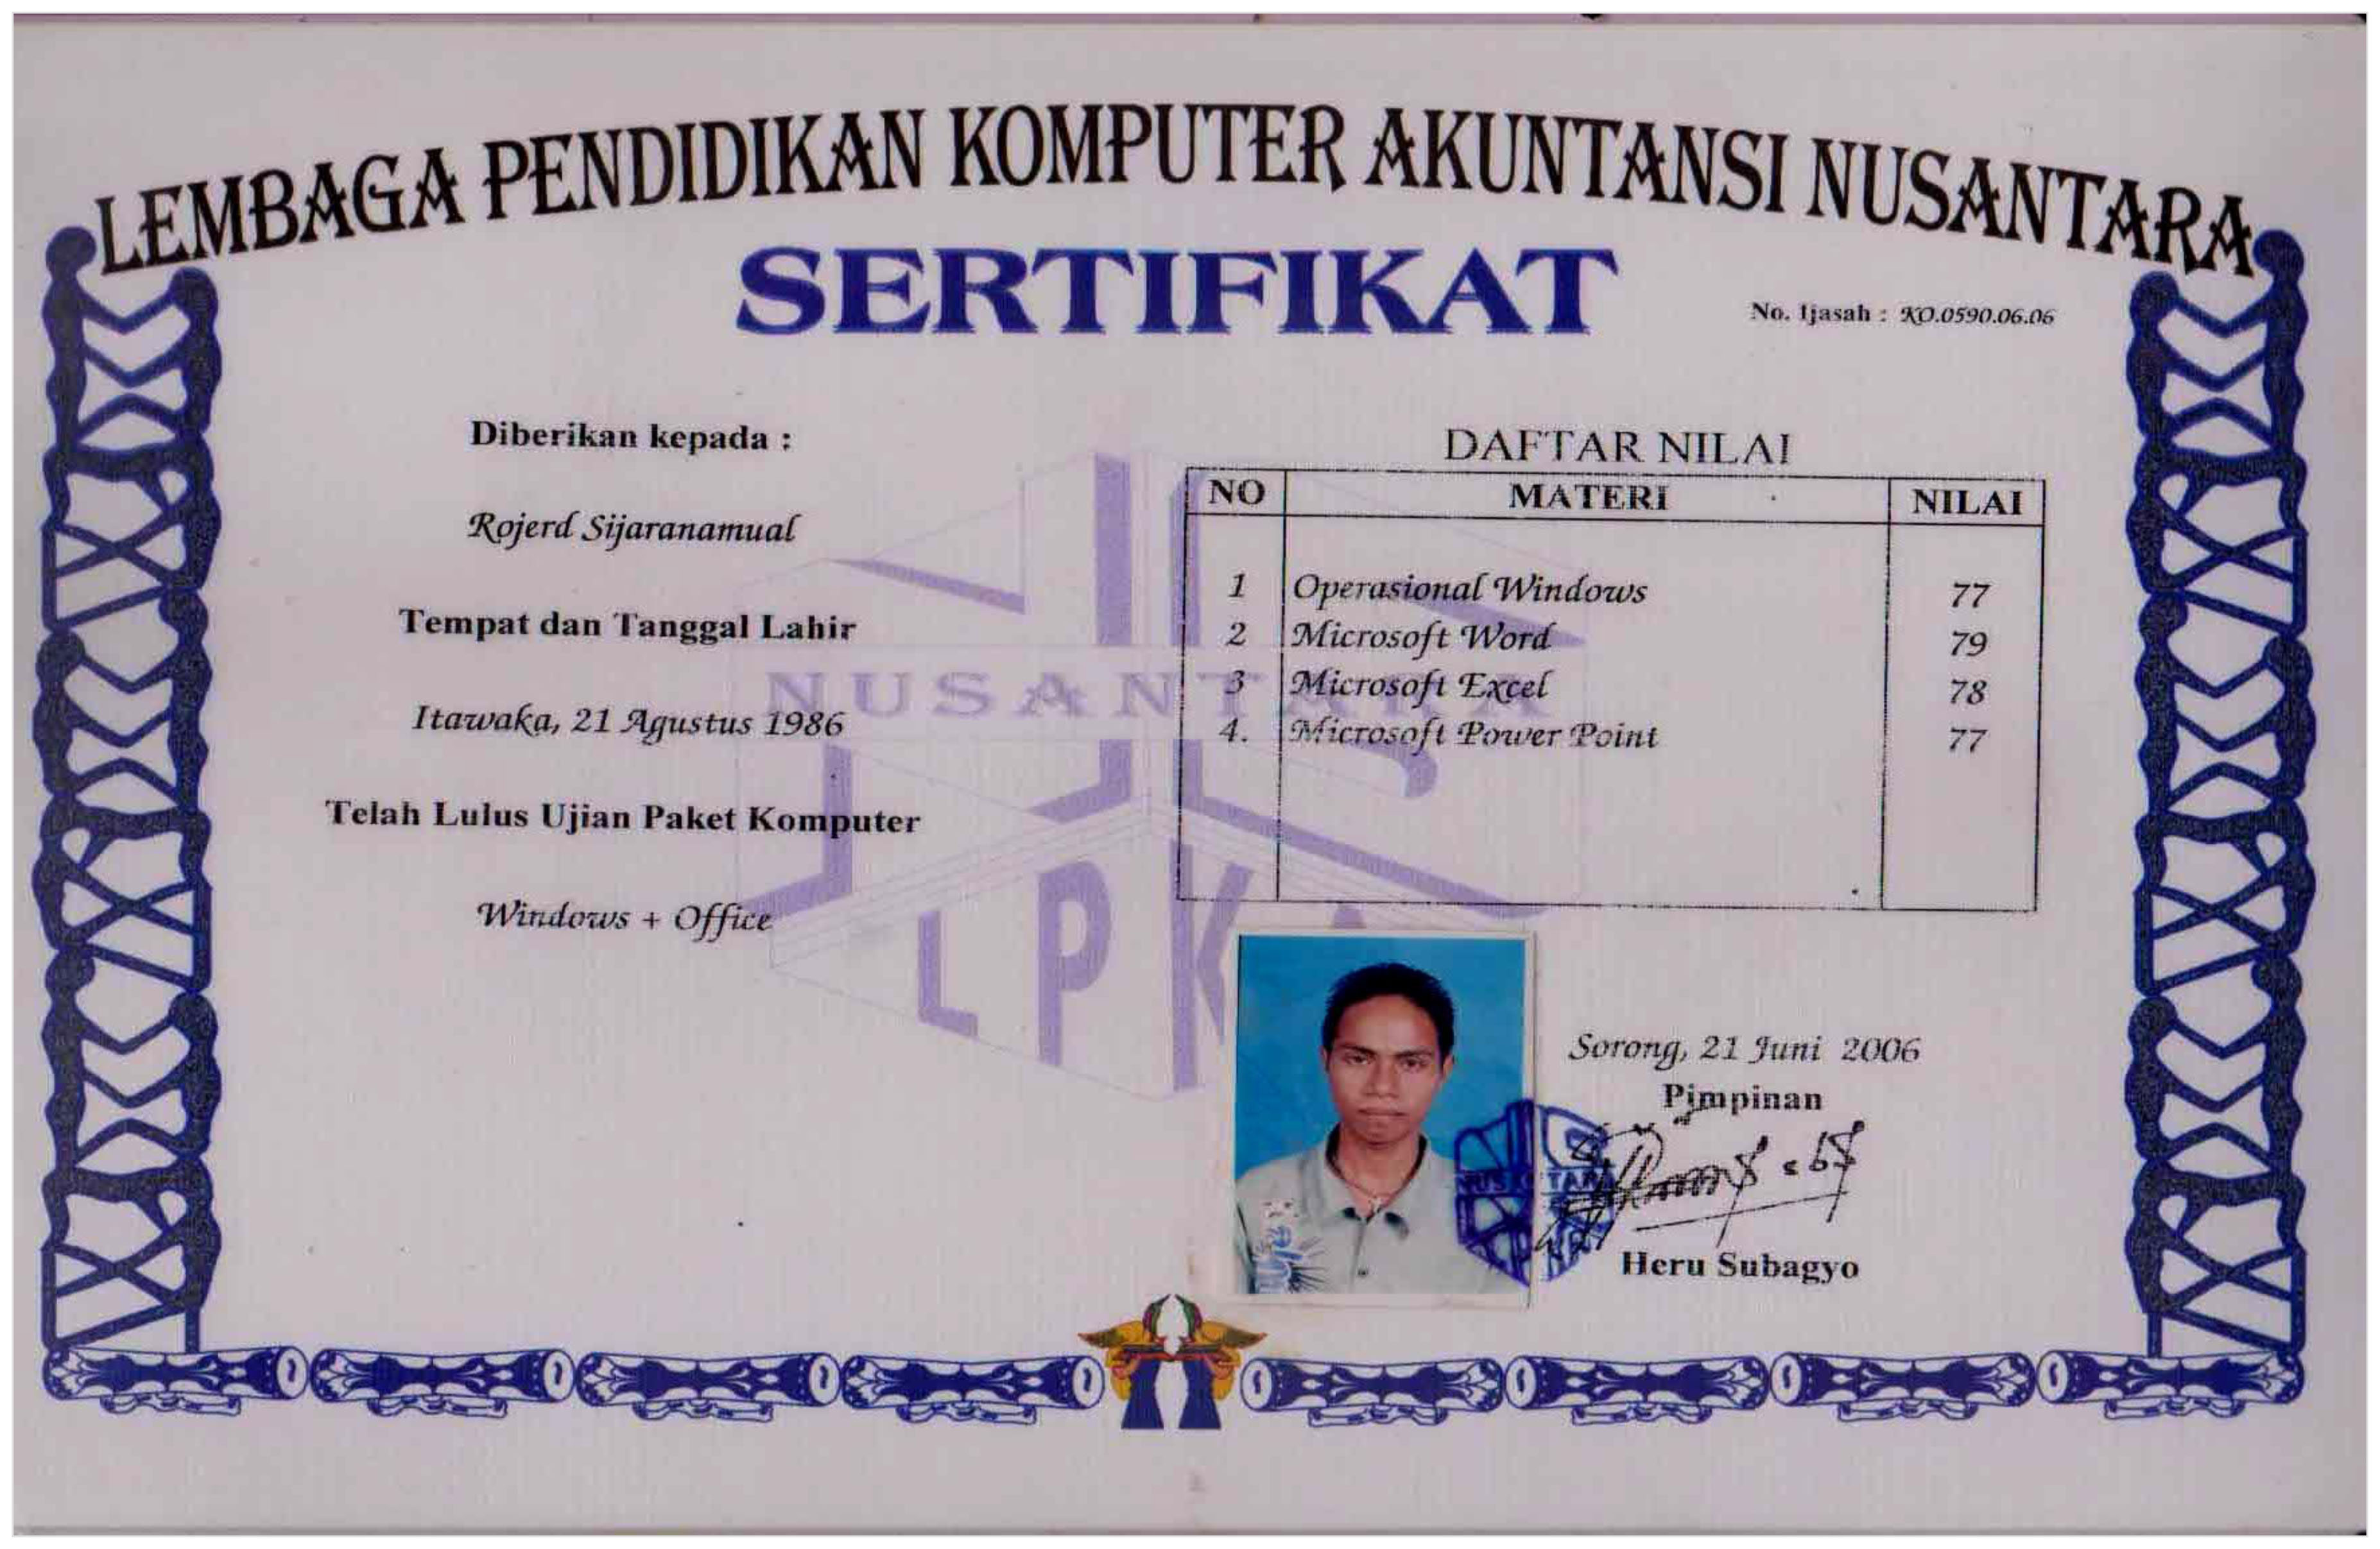 LEMBAGA PENDIDIKAN KOMPUTER AKUNTANSI NUSANTARA
SERTIFIKAT
No. Ijasah : KO.0590.06.06
Diberikan kepada :
Rojerd Sijaranamual
Tempat dan Tanggal Lahir
Itawaka, 21 Agustus 1986
Telah Lulus Ujian Paket Komputer
Windows + Office
DAFTAR NILAI
NO MATERI NILAI
1 Operasional Windows 77
2 Microsoft Word 79
3 Microsoft Excel 78
4. Microsoft Power Point 77
NUSANTARA
LPKA
Sorong, 21 Juni 2006
Pimpinan
Heru Subagyo